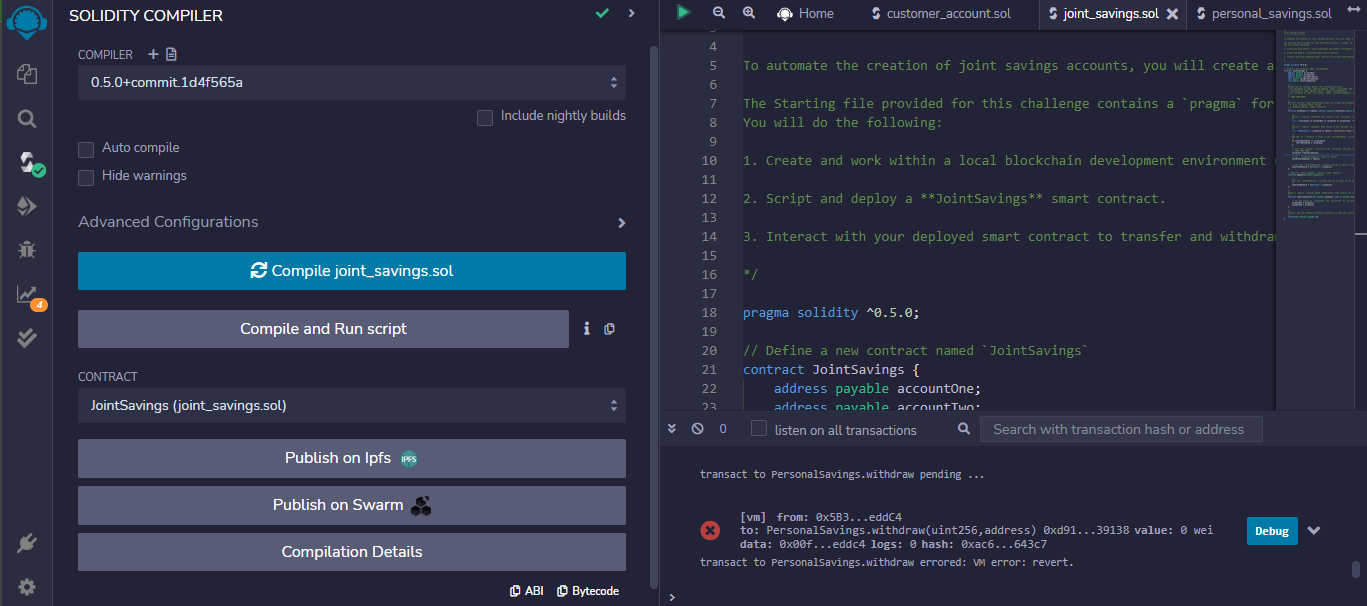 SOLIDITY COMPILER
COMPILER
0.5.0+commit.1d4f565a
Include nightly builds
Auto compile
Hide warnings
Advanced Configurations
Compile joint_savings.sol
Compile and Run script
CONTRACT
JointSavings (joint_savings.sol)
Publish on Ipfs IPFS
Publish on Swarm
Compilation Details
ABI Bytecode
4
Home customer_account.sol joint_savings.sol personal_savings.sol
4
5 To automate the creation of joint savings accounts, you will create a
6
7 The Starting file provided for this challenge contains a `pragma` for
8 You will do the following:
9
10 1. Create and work within a local blockchain development environment
11
12 2. Script and deploy a **JointSavings** smart contract.
13
14 3. Interact with your deployed smart contract to transfer and withdraw
15
16 */
17
18 pragma solidity ^0.5.0;
19
20 // Define a new contract named `JointSavings`
21 contract JointSavings {
22 address payable accountOne;
23 address payable accountTwo;
0 listen on all transactions Search with transaction hash or address
transact to PersonalSavings.withdraw pending ...
[vm] from: 0x5B3...eddC4
to: PersonalSavings.withdraw(uint256,address) 0xd91...39138 value: 0 wei
data: 0x00f...eddc4 logs: 0 hash: 0xac6...643c7
Debug
transact to PersonalSavings.withdraw errored: VM error: revert.
>